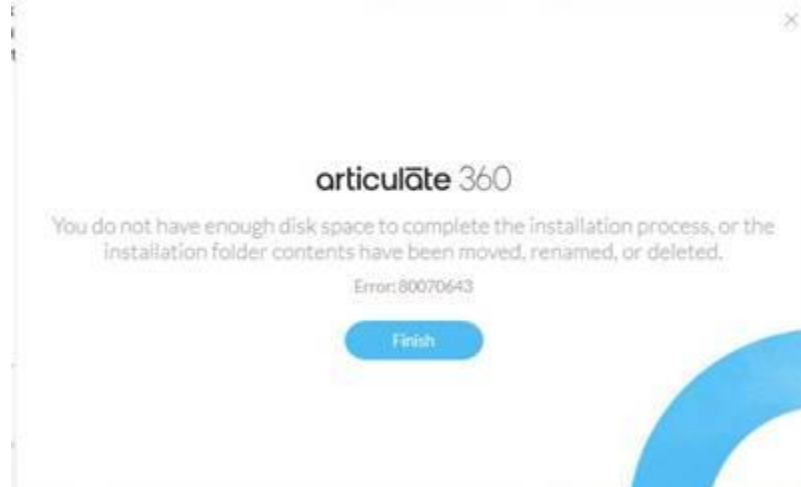 articulāte 360
You do not have enough disk space to complete the installation process, or the
installation folder contents have been moved, renamed, or deleted.
Error: 80070643
Finish